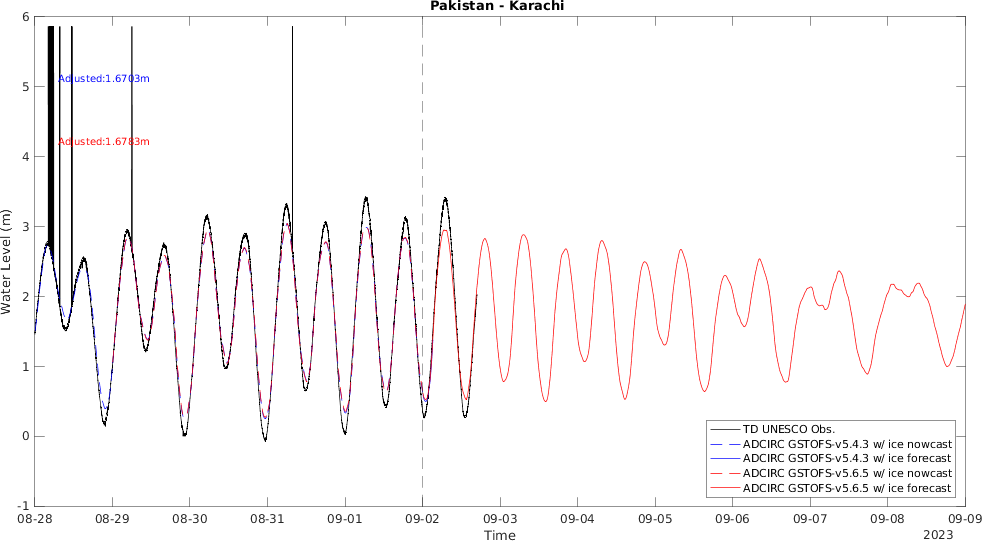 Pakistan - Karachi
6
5
4
3
2
1
0
-1
Water Level (m)
Adjusted:1.6703m
Adjusted:1.6783m
TD UNESCO Obs.
ADCIRC GSTOFS-v5.4.3 w/ ice nowcast
ADCIRC GSTOFS-v5.4.3 w/ ice forecast
ADCIRC GSTOFS-v5.6.5 w/ ice nowcast
ADCIRC GSTOFS-v5.6.5 w/ ice forecast
08-28 08-29 08-30 08-31 09-01 09-02 09-03 09-04 09-05 09-06 09-07 09-08 09-09
Time
2023